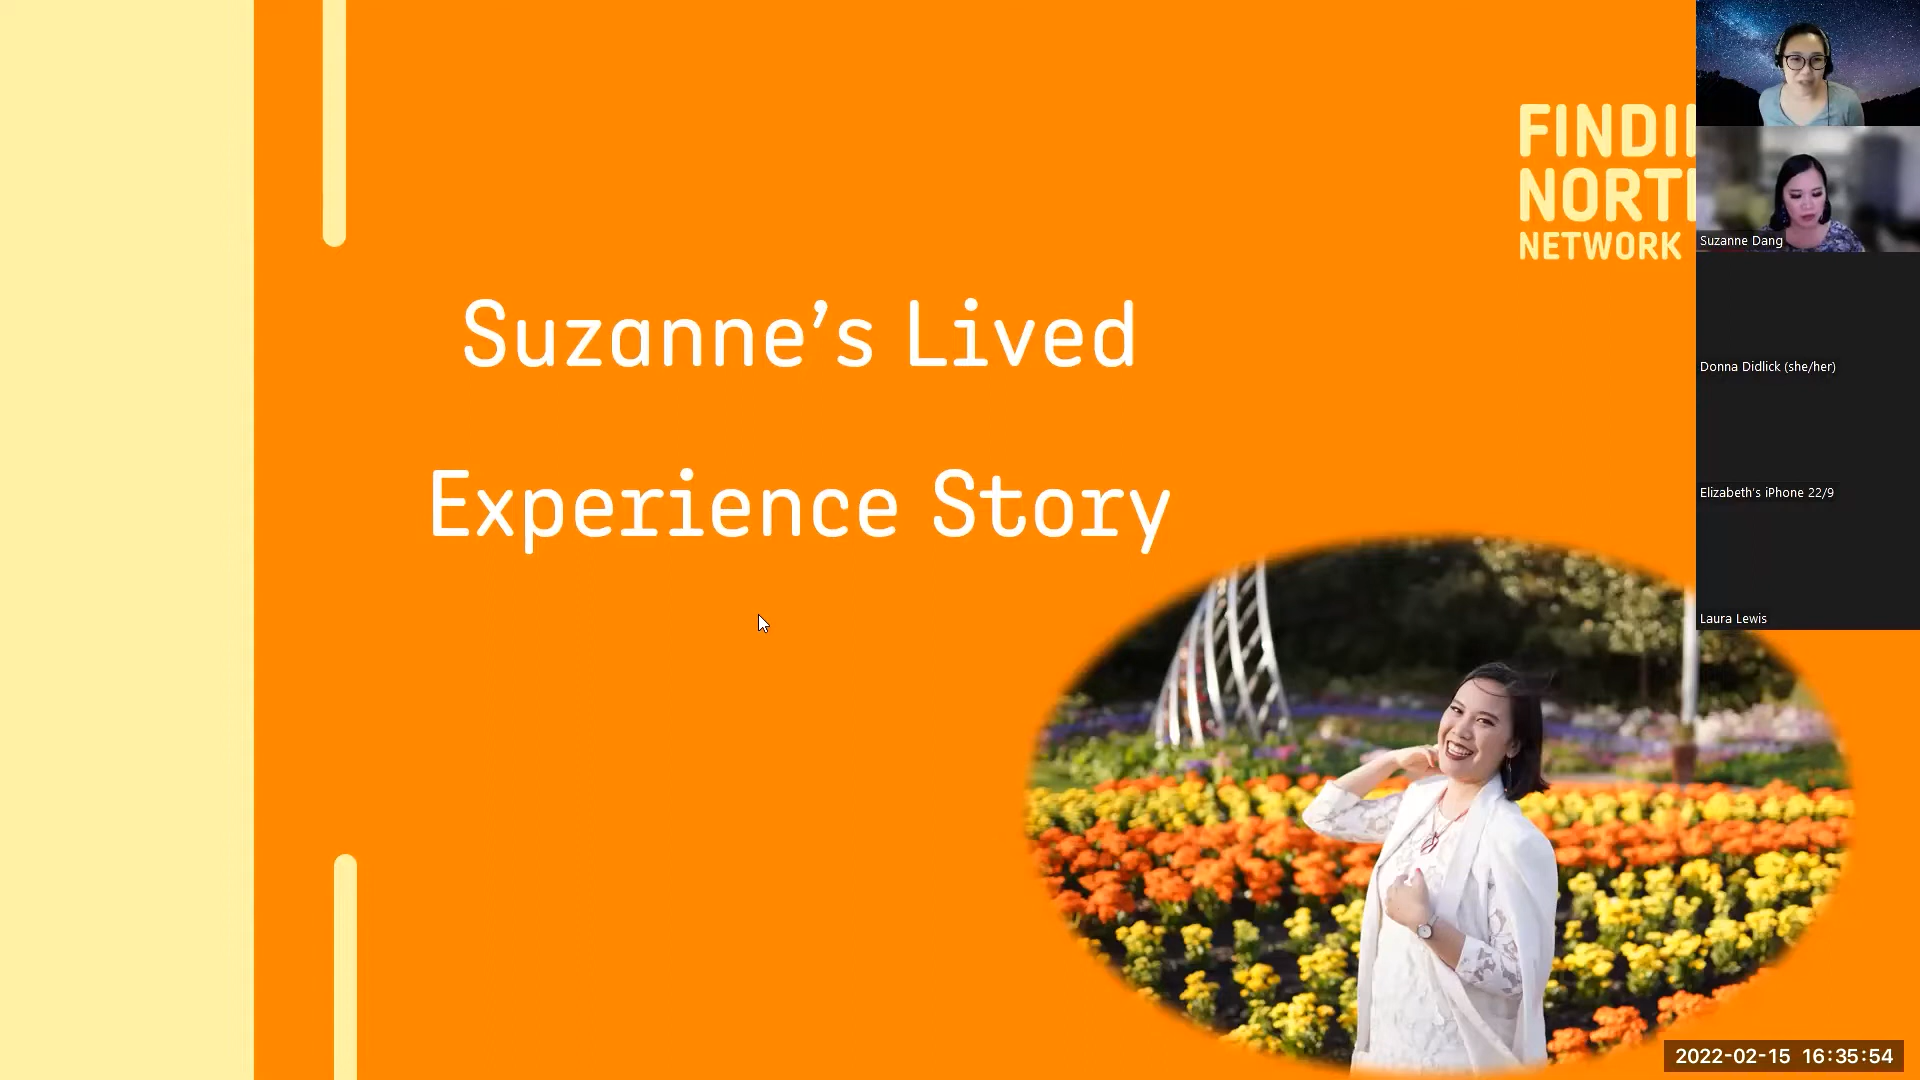 FINDI
NORT
NETWORK
Suzanne's Lived
Experience Story
Suzanne Dang
Donna Didlick (she/her)
Elizabeth's iPhone 22/9
Laura Lewis
2022-02-15 16:35:54